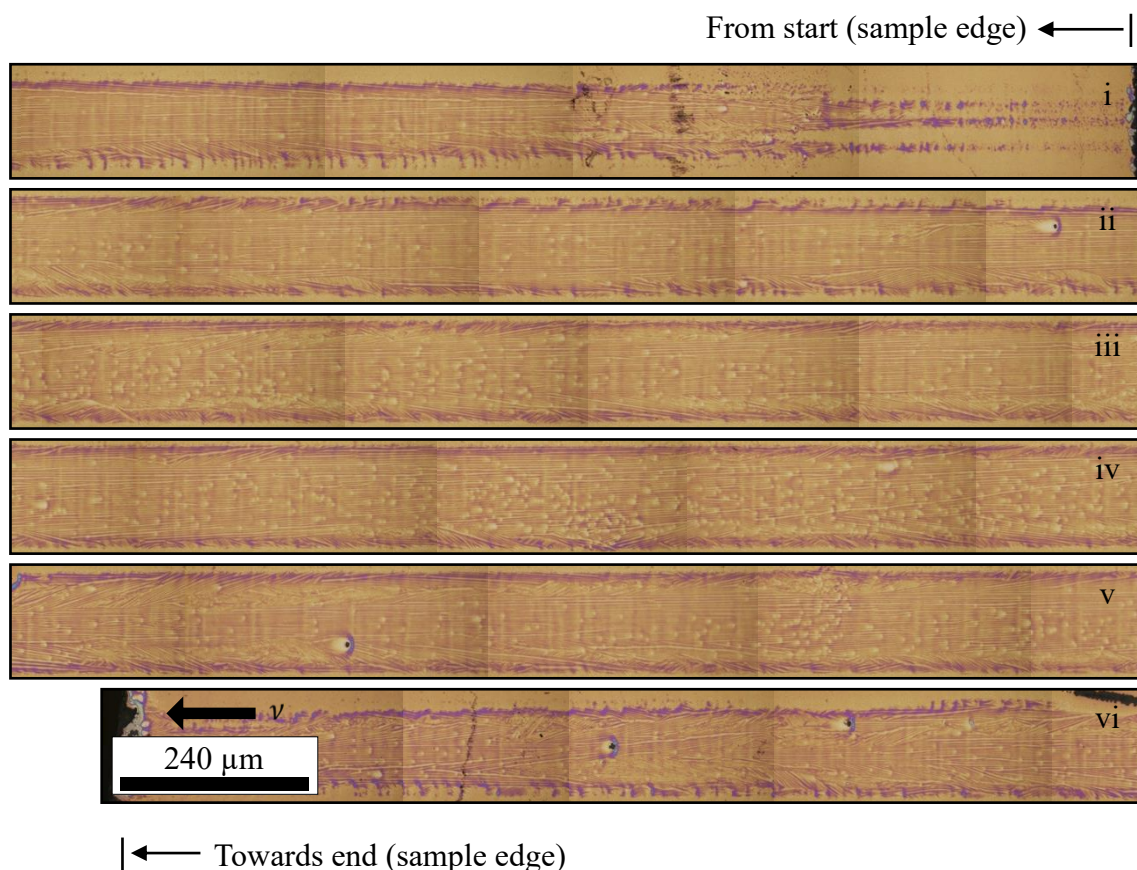 From start (sample edge)
i
ii
iii
iv
v
vi
ν
240 µm
Towards end (sample edge)